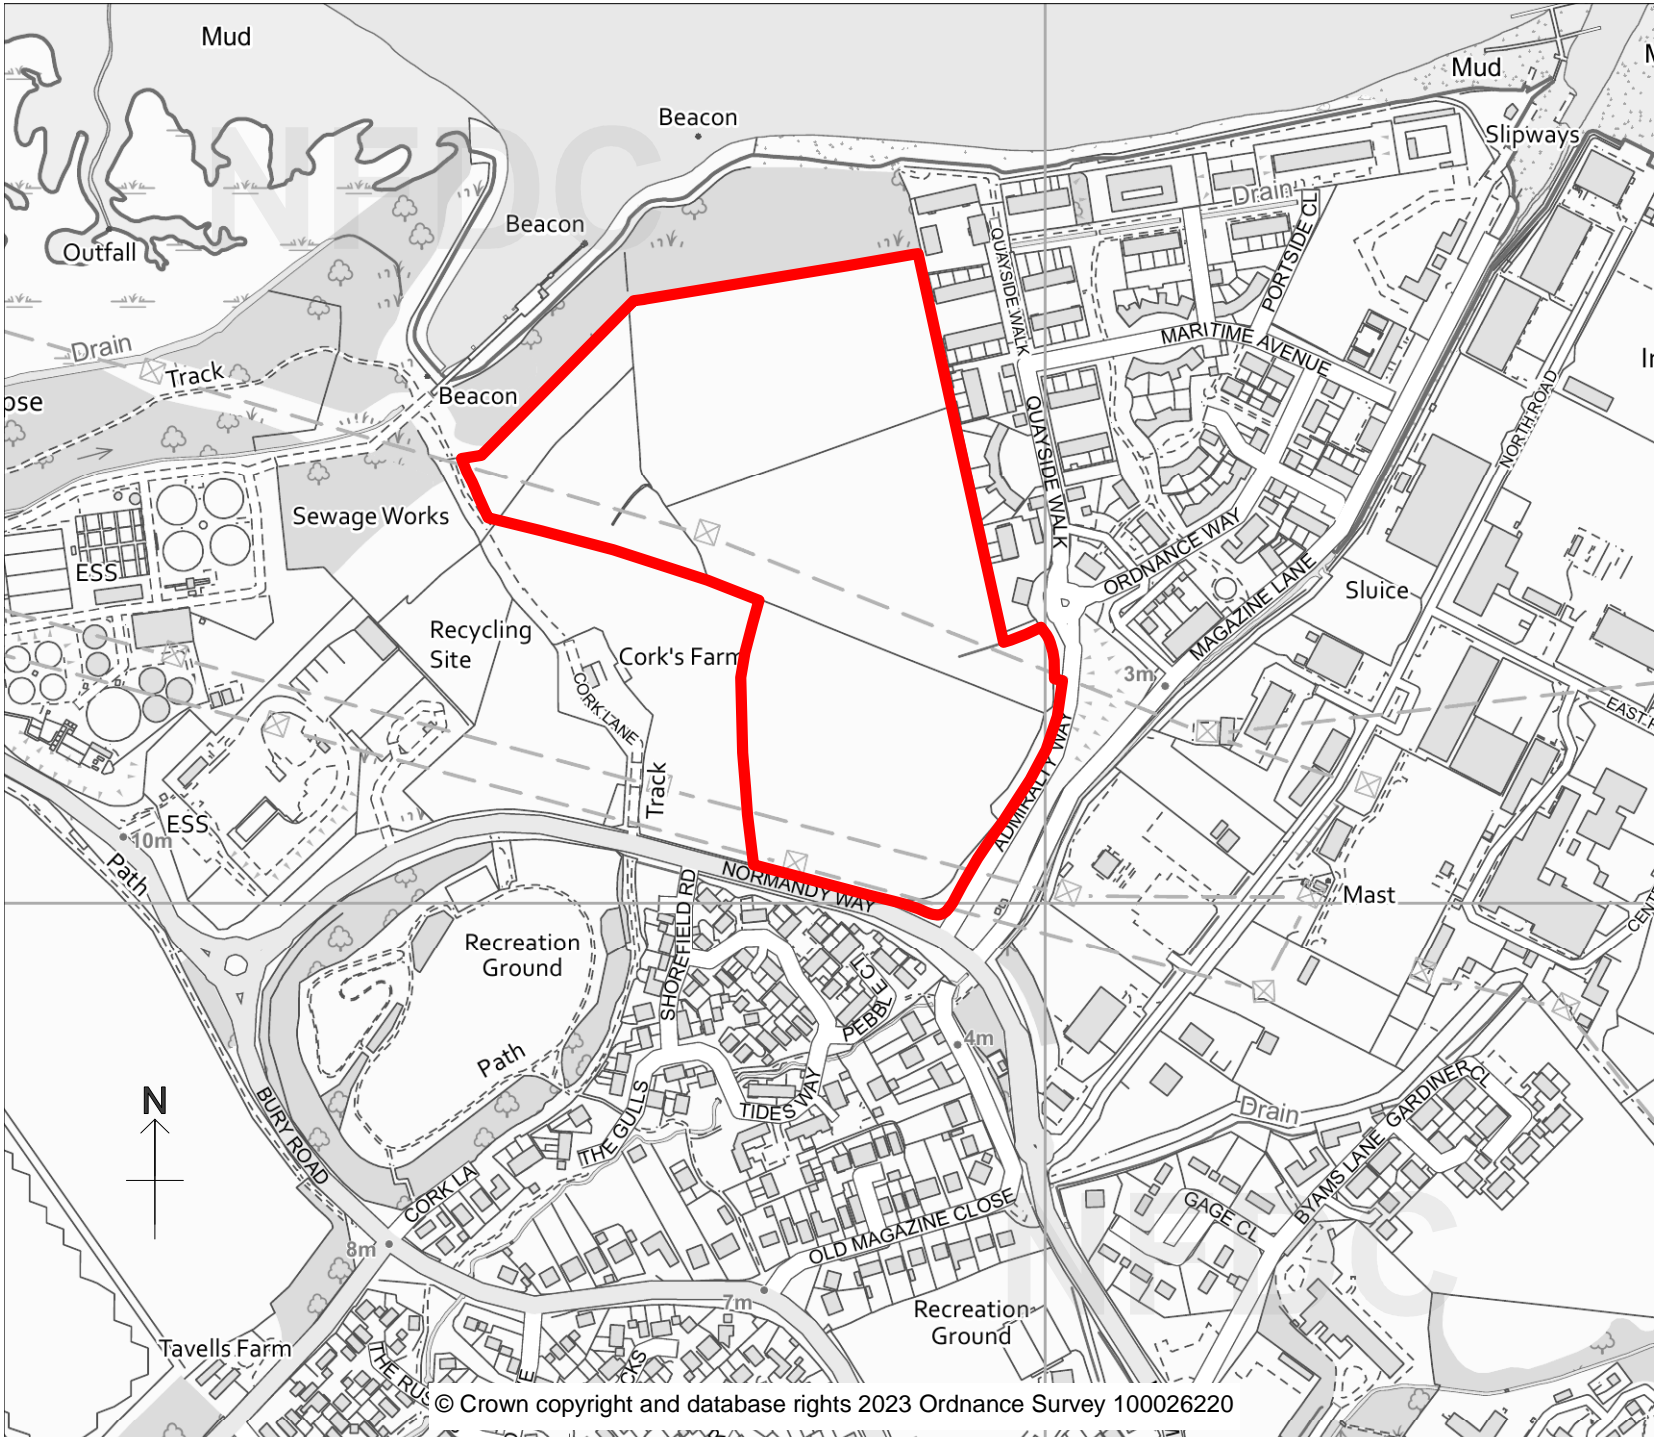 Mud
Mud
Beacon
Slipways
NFDC
Drain
Beacon
PORTSIDE CL
Outfall
QUAYSIDE WALK
MARITIME AVENUE
Drain
Track
Beacon
NORTH ROAD
QUAYSIDE WALK
Sewage Works
ORDNANCE WAY
ESS
MAGAZINE LANE
Sluice
Recycling
Site
Cork's Farm
3m
CORK LANE
EAST R
Track
ADMIRALTY WAY
ESS
10m
Path
NORMANDY WAY
Mast
SHOREFIELD RD
Recreation
Ground
PEBBL
E CT
4m
Path
N
BURY ROAD
TIDES WAY
THE GULLS
GARDINER CL
Drain
BYAMS LANE
CORK LA
GAGE CL
OLD MAGAZINE CLOSE
NFDC
8m
7m
Recreation
Ground
Tavells Farm
THE RUS
© Crown copyright and database rights 2023 Ordnance Survey 100026220